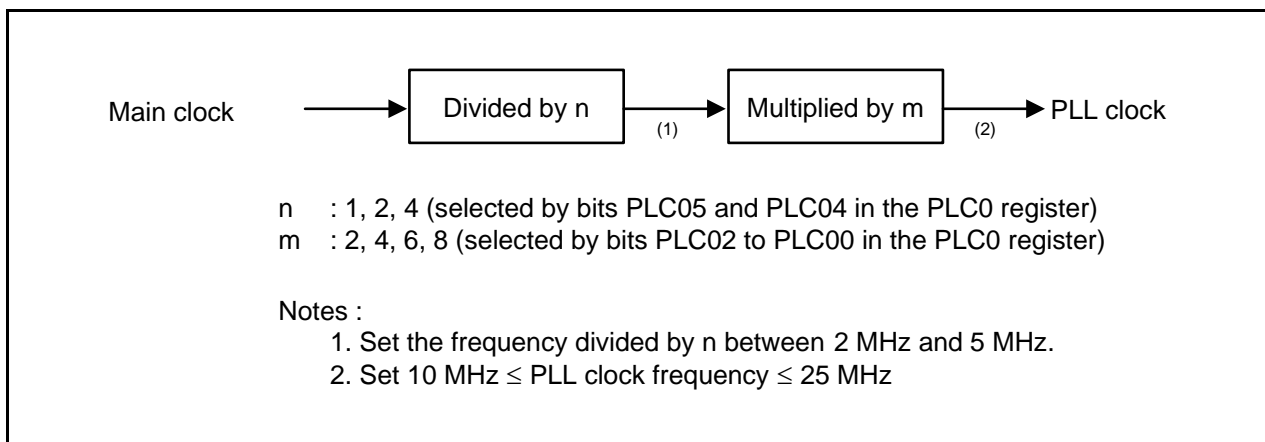 Main clock Divided by n (1) Multiplied by m (2) PLL clock
n : 1, 2, 4 (selected by bits PLC05 and PLC04 in the PLC0 register)
m : 2, 4, 6, 8 (selected by bits PLC02 to PLC00 in the PLC0 register)
Notes :
1. Set the frequency divided by n between 2 MHz and 5 MHz.
2. Set 10 MHz ≤ PLL clock frequency ≤ 25 MHz